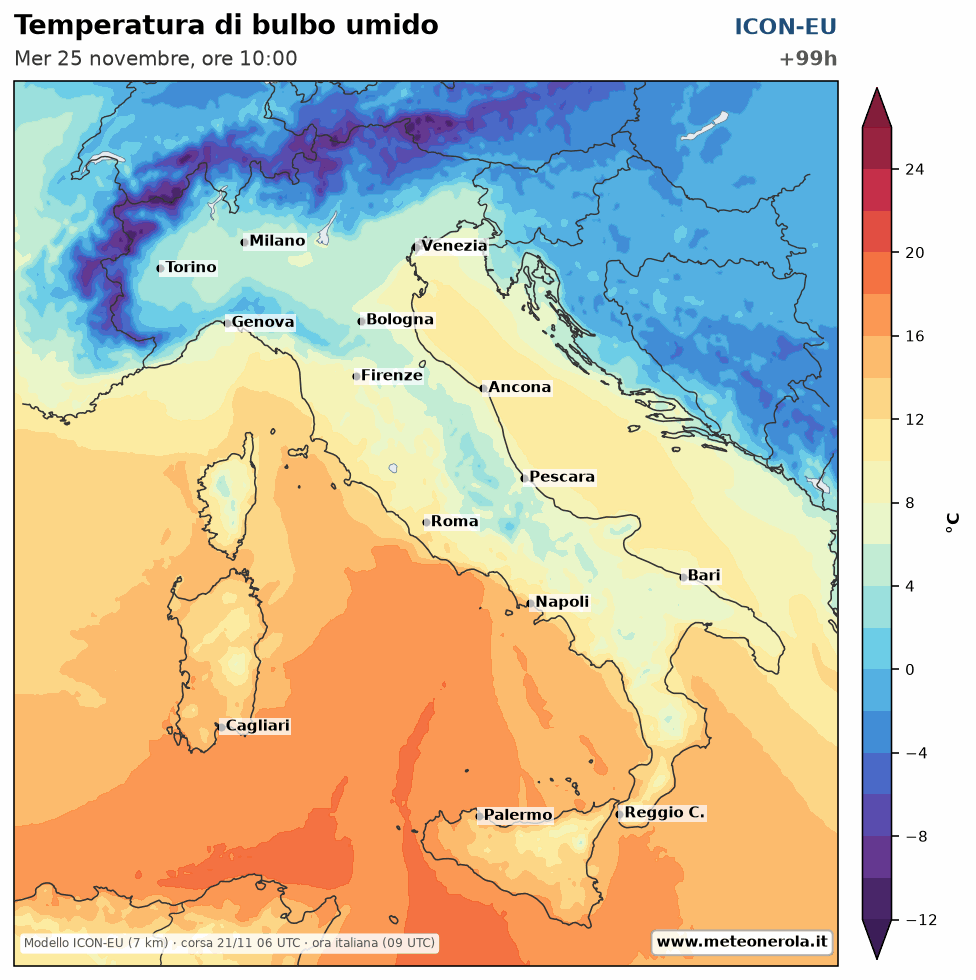 Temperatura di bulbo umido
ICON-EU
Mer 25 novembre, ore 10:00
+99h
Milano
Venezia
Torino
Genova
Bologna
Firenze
Ancona
Pescara
Roma
Bari
Napoli
Cagliari
Palermo
Reggio C.
24
20
16
12
8
4
0
−4
−8
−12
°C
Modello ICON-EU (7 km) · corsa 21/11 06 UTC · ora italiana (09 UTC)
www.meteonerola.it